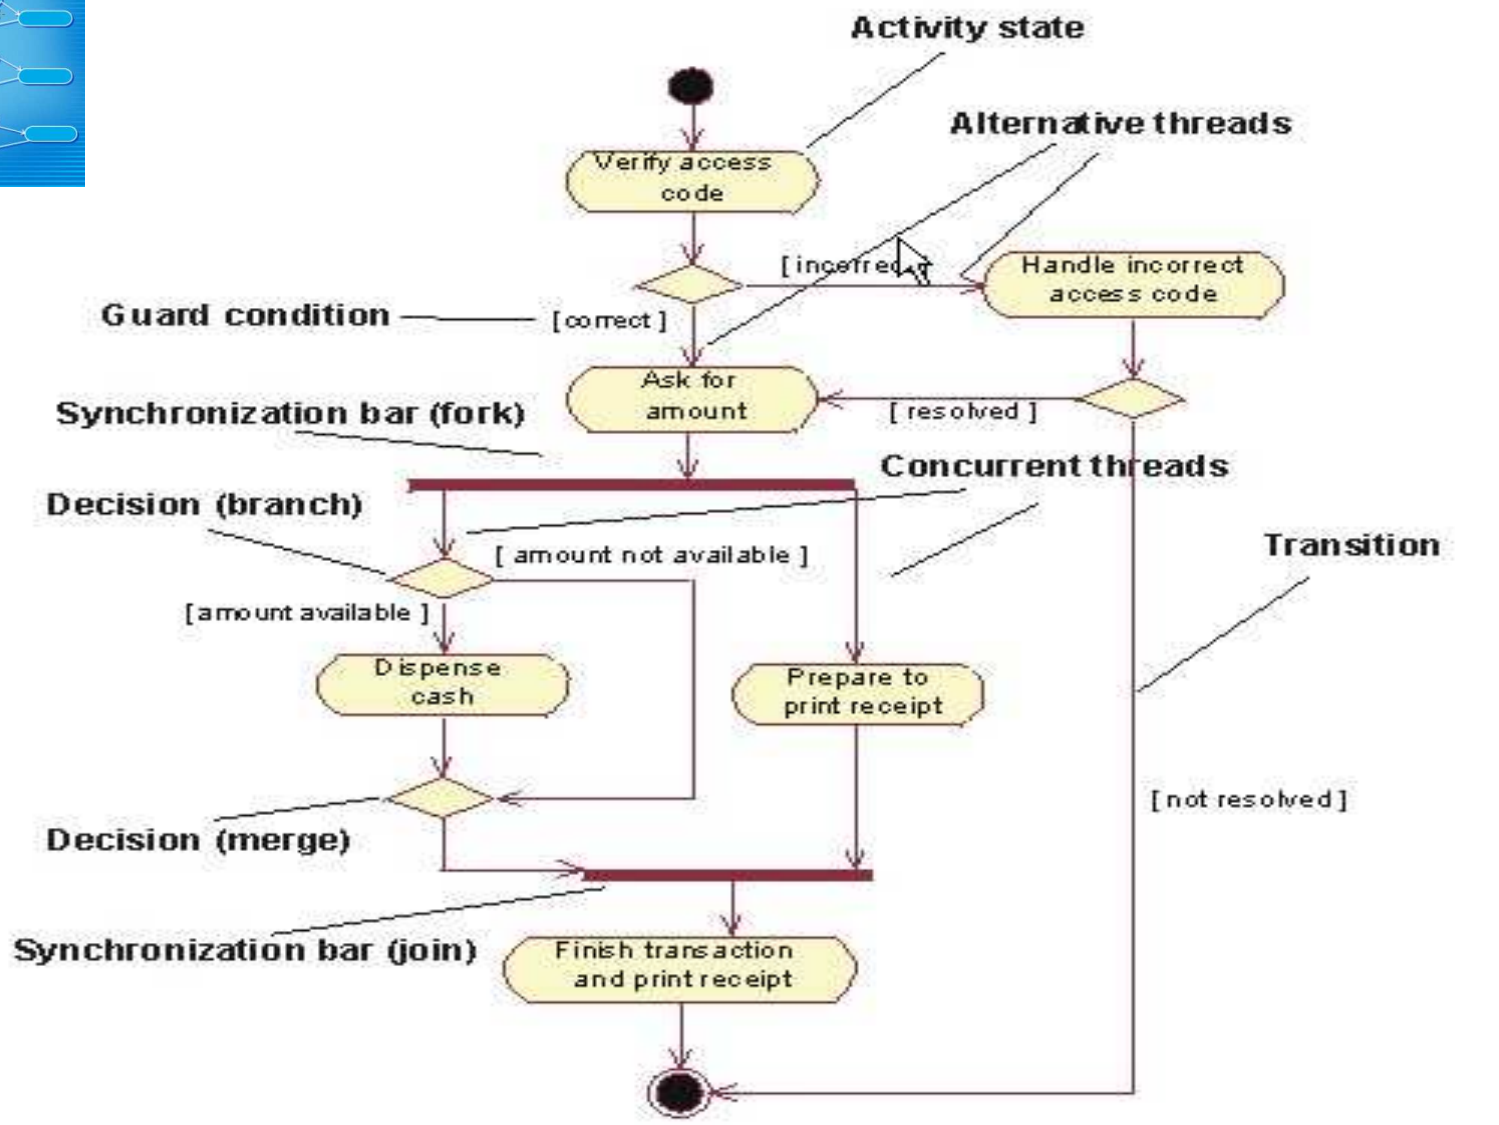 Activity state
Alternative threads
Verify access
code
[ incorrect ]
Handle incorrect
access code
Guard condition
[correct ]
Ask for
amount
[ resolved ]
Synchronization bar (fork)
Concurrent threads
Decision (branch)
[ amount not available ]
Transition
[amount available ]
Dispense
cash
Prepare to
print receipt
[ not resolved ]
Decision (merge)
Synchronization bar (join)
Finish transaction
and print receipt